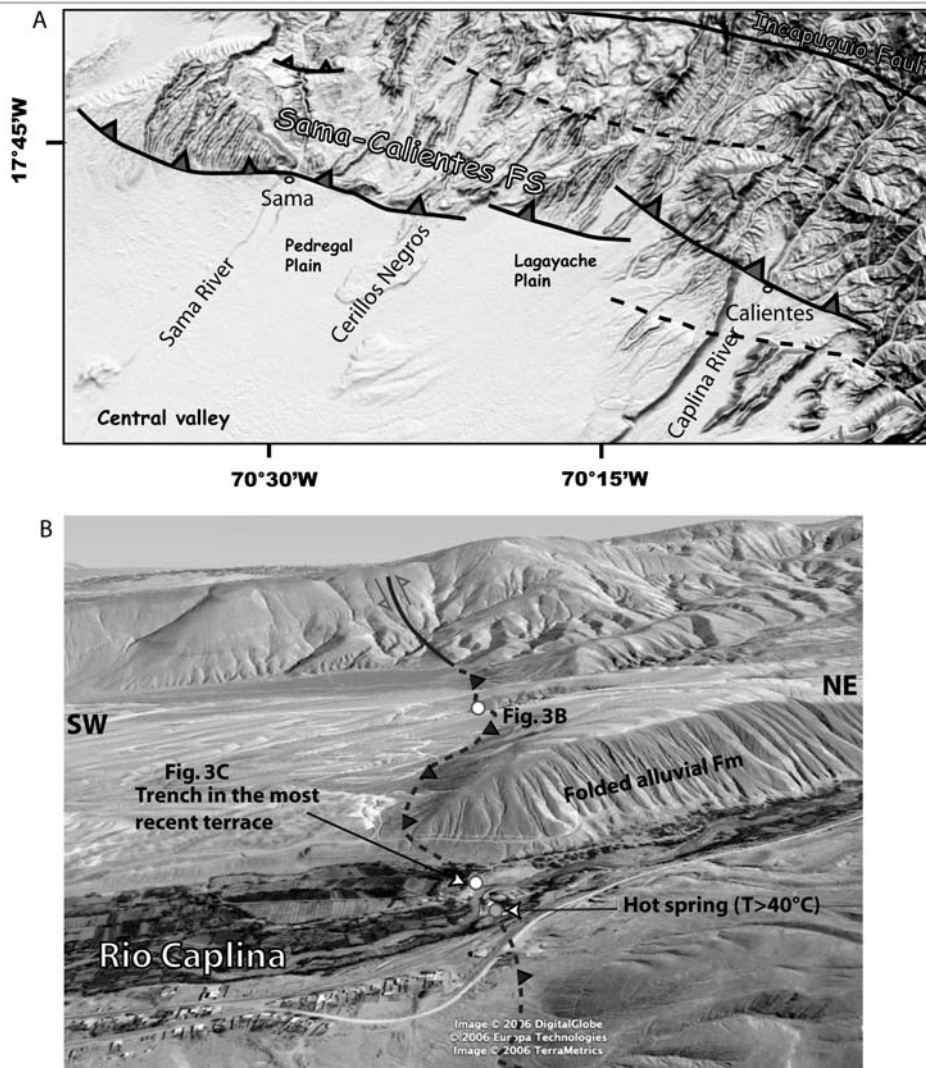 A
Incapuquio Fault
17°45'W
Sama-Calientes FS
Sama
Pedregal
Plain
Sama River
Cerillos Negros
Lagayache
Plain
Calientes
Caplina River
Central valley
70°30'W
70°15'W
B
NE
SW
Fig. 3B
Fig. 3C
Trench in the most
recent terrace
Folded alluvial Fm
Hot spring (T>40°C)
Rio Caplina
Image © 2006 DigitalGlobe
© 2006 Europa Technologies
Image © 2006 TerraMetrics